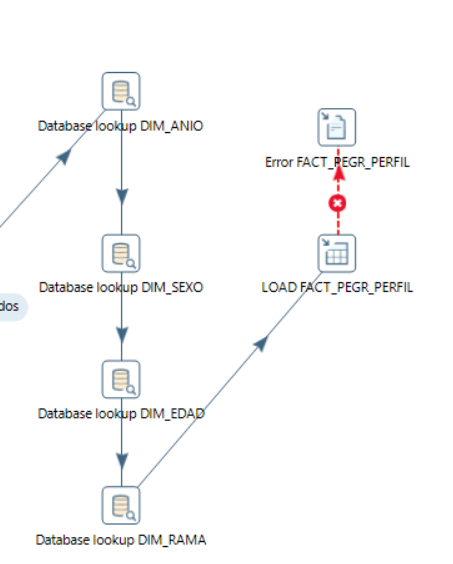 Database lookup DIM_ANIO
Error FACT_PEGR_PERFIL
Database lookup DIM_SEXO
LOAD FACT_PEGR_PERFIL
dos
Database lookup DIM_EDAD
Database lookup DIM_RAMA